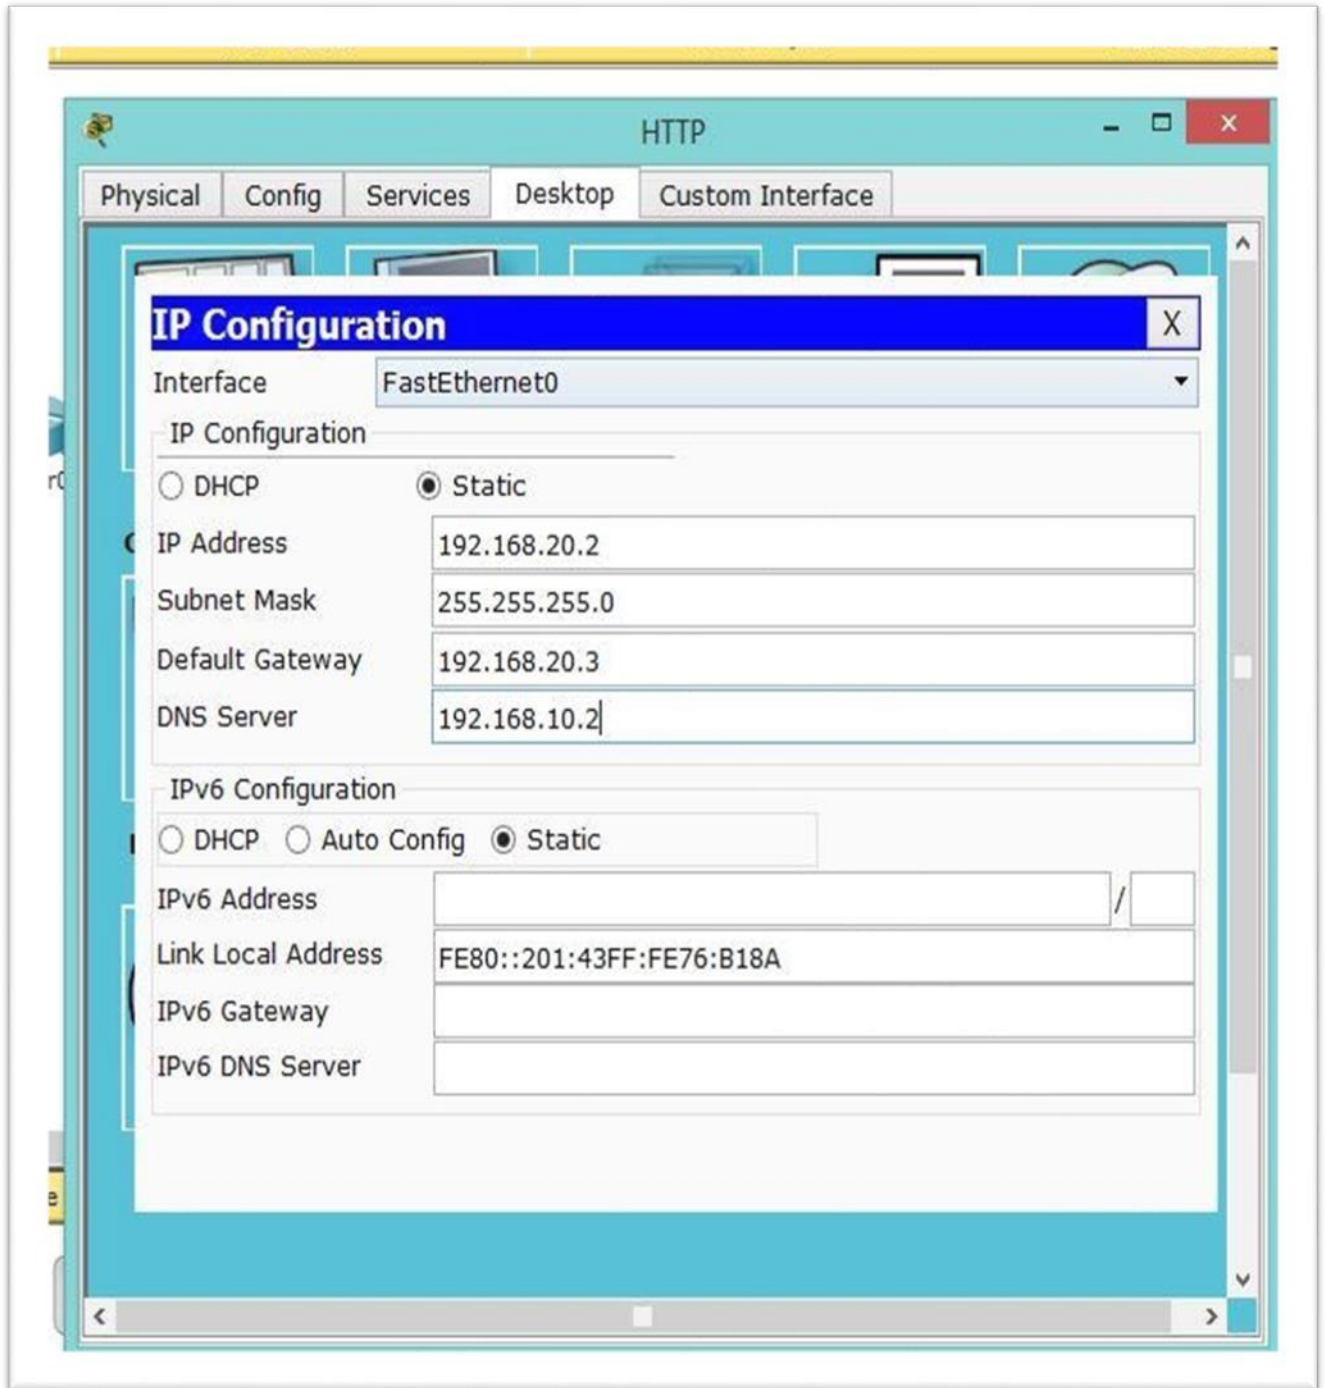 HTTP
Physical Config Services Desktop Custom Interface
IP Configuration X
Interface FastEthernet0
IP Configuration
DHCP Static
IP Address 192.168.20.2
Subnet Mask 255.255.255.0
Default Gateway 192.168.20.3
DNS Server 192.168.10.2
IPv6 Configuration
DHCP Auto Config Static
IPv6 Address /
Link Local Address FE80::201:43FF:FE76:B18A
IPv6 Gateway
IPv6 DNS Server